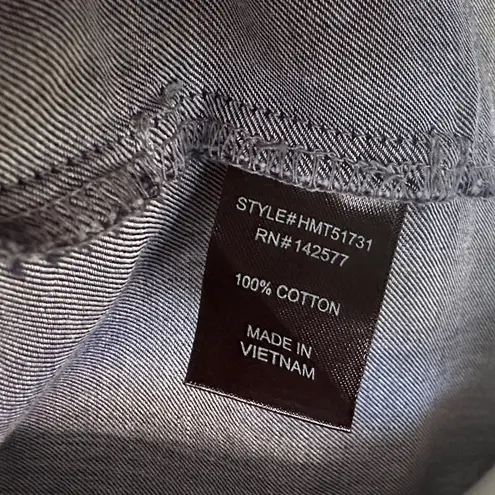 STYLE#HMT51731
RN#142577
100% COTTON
MADE IN
VIETNAM